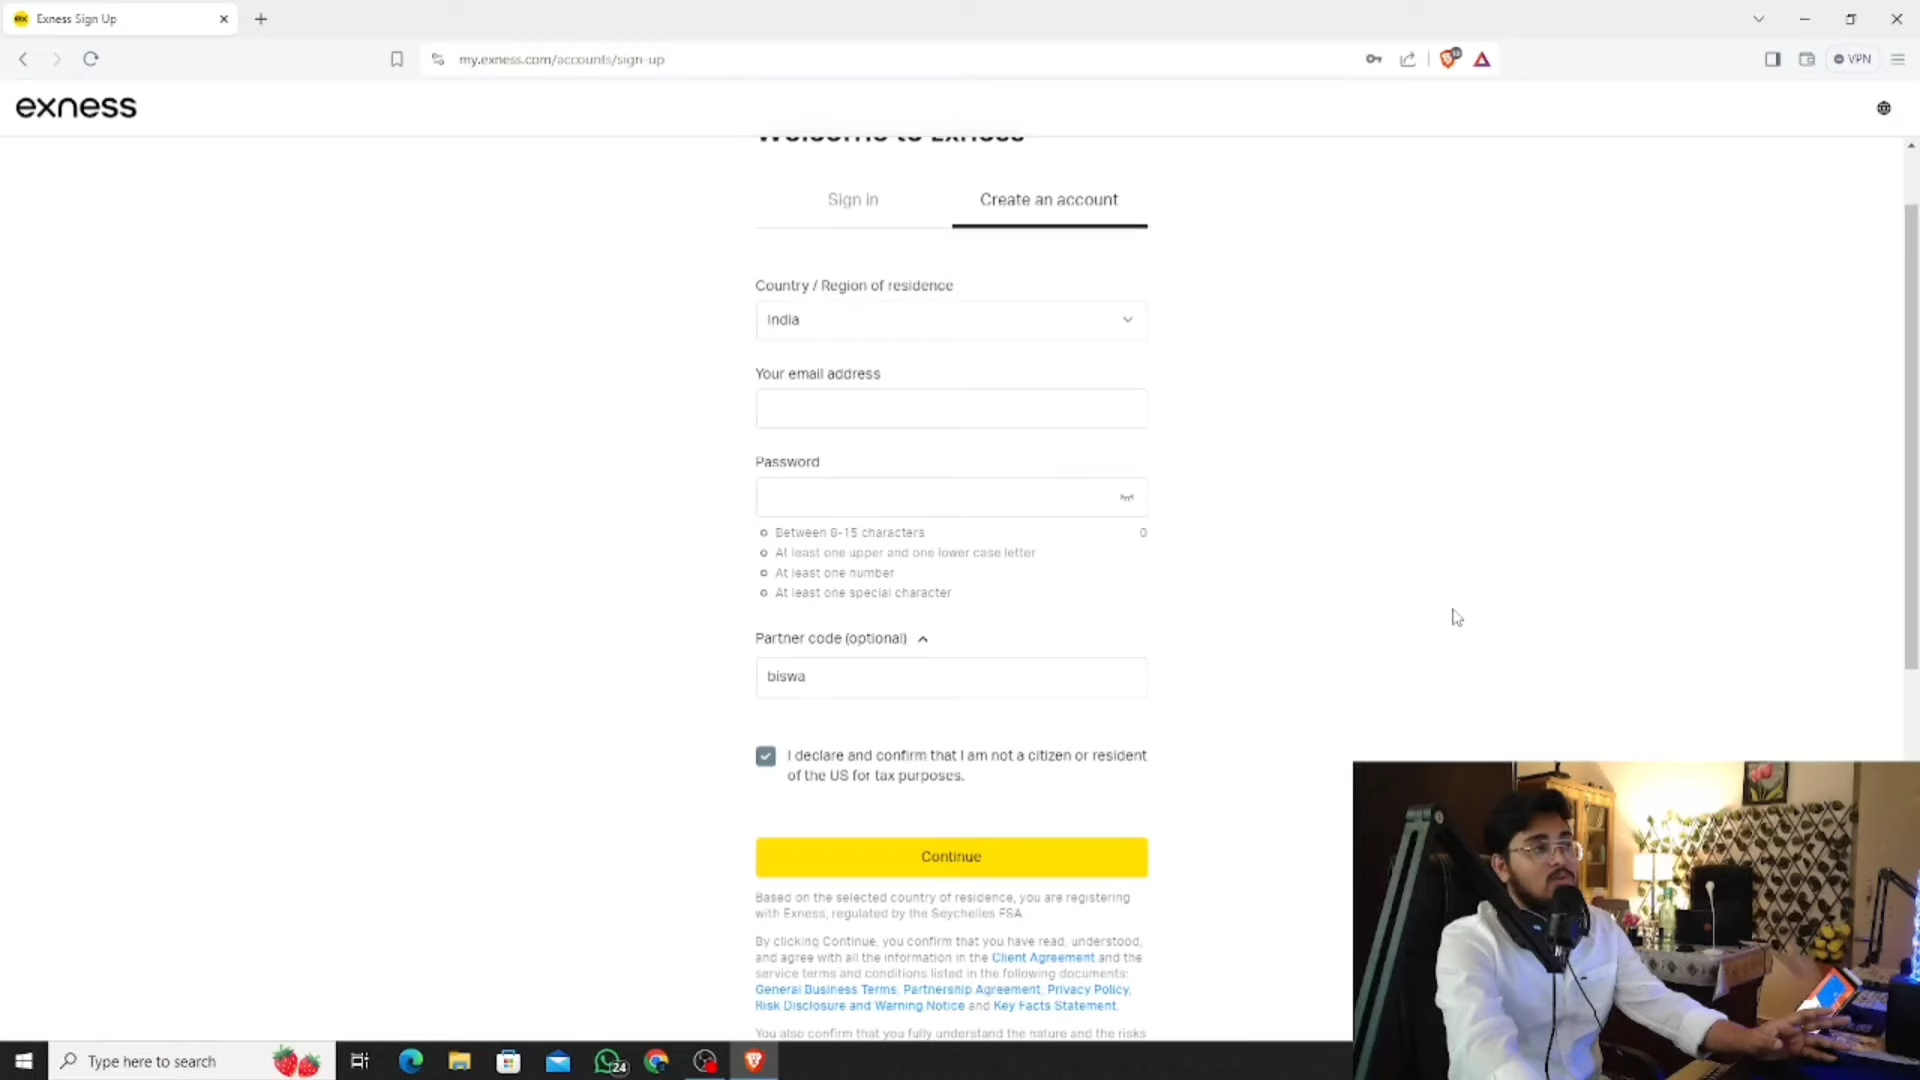 Exness Sign Up
my.exness.com/accounts/sign-up
VPN
exness
Welcome to Exness
Sign in
Create an account
Country / Region of residence
India
Your email address
Password
Between 8-15 characters
0
At least one upper and one lower case letter
At least one number
At least one special character
Partner code (optional)
biswa
I declare and confirm that I am not a citizen or resident
of the US for tax purposes.
Continue
Based on the selected country of residence, you are registering
with Exness, regulated by the Seychelles FSA.
By clicking Continue, you confirm that you have read, understood,
and agree with all the information in the Client Agreement and the
service terms and conditions listed in the following documents:
General Business Terms, Partnership Agreement, Privacy Policy,
Risk Disclosure and Warning Notice and Key Facts Statement.
You also confirm that you fully understand the nature and the risks
Type here to search
24